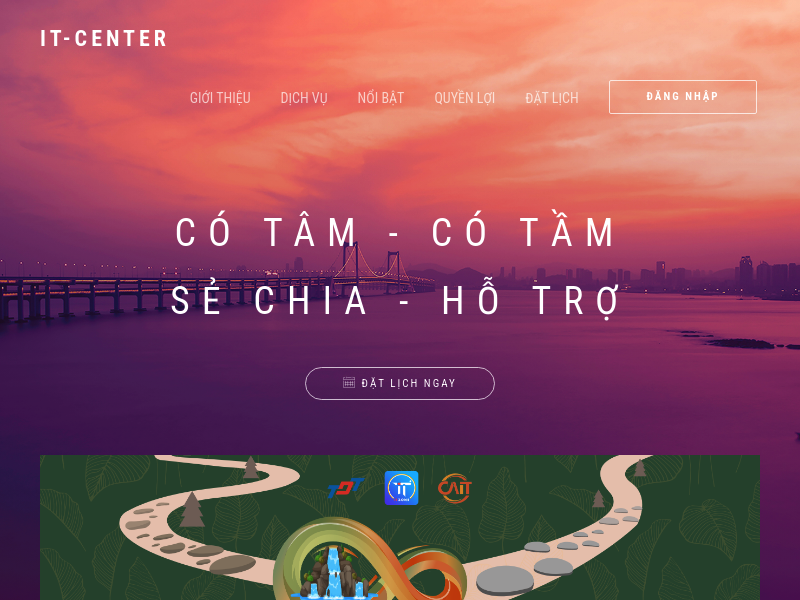 IT-CENTER
GIỚI THIỆU DỊCH VỤ NỔI BẬT QUYỀN LỢI ĐẶT LỊCH ĐĂNG NHẬP
CÓ TÂM - CÓ TẦM
SẺ CHIA - HỖ TRỢ
ĐẶT LỊCH NGAY
TDT IT CAIT